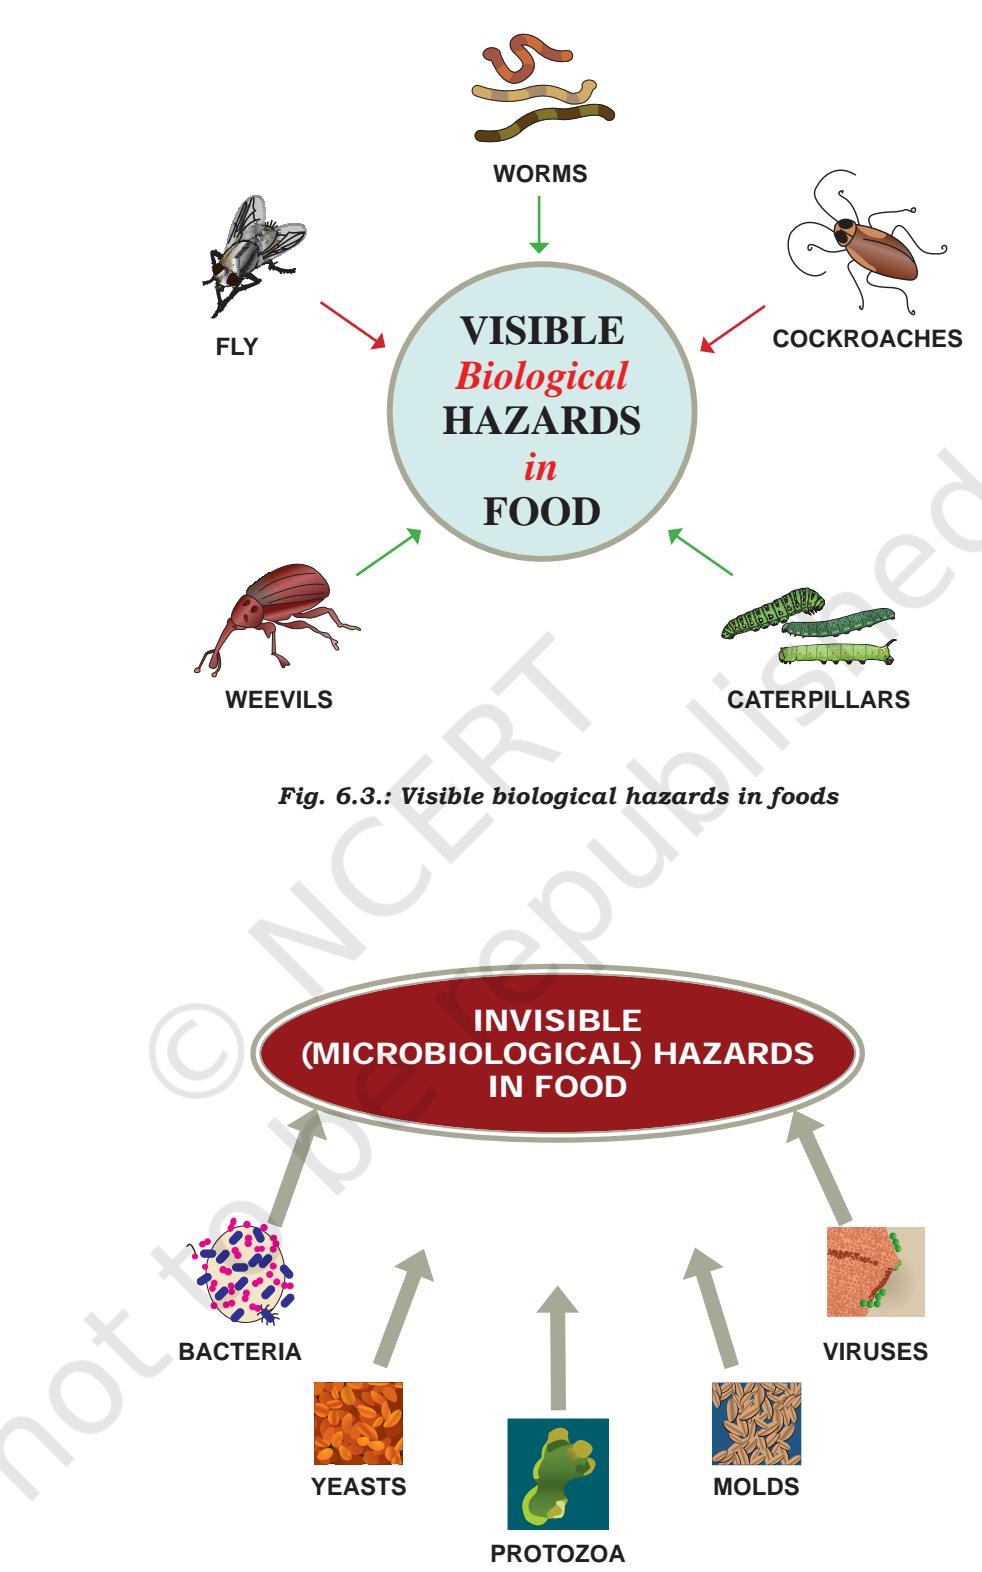 WORMS
FLY
COCKROACHES
VISIBLE
Biological
HAZARDS
in
FOOD
WEEVILS
CATERPILLARS
Fig. 6.3.: Visible biological hazards in foods
© NCERT
not to be republished
INVISIBLE
(MICROBIOLOGICAL) HAZARDS
IN FOOD
BACTERIA
VIRUSES
YEASTS
MOLDS
PROTOZOA